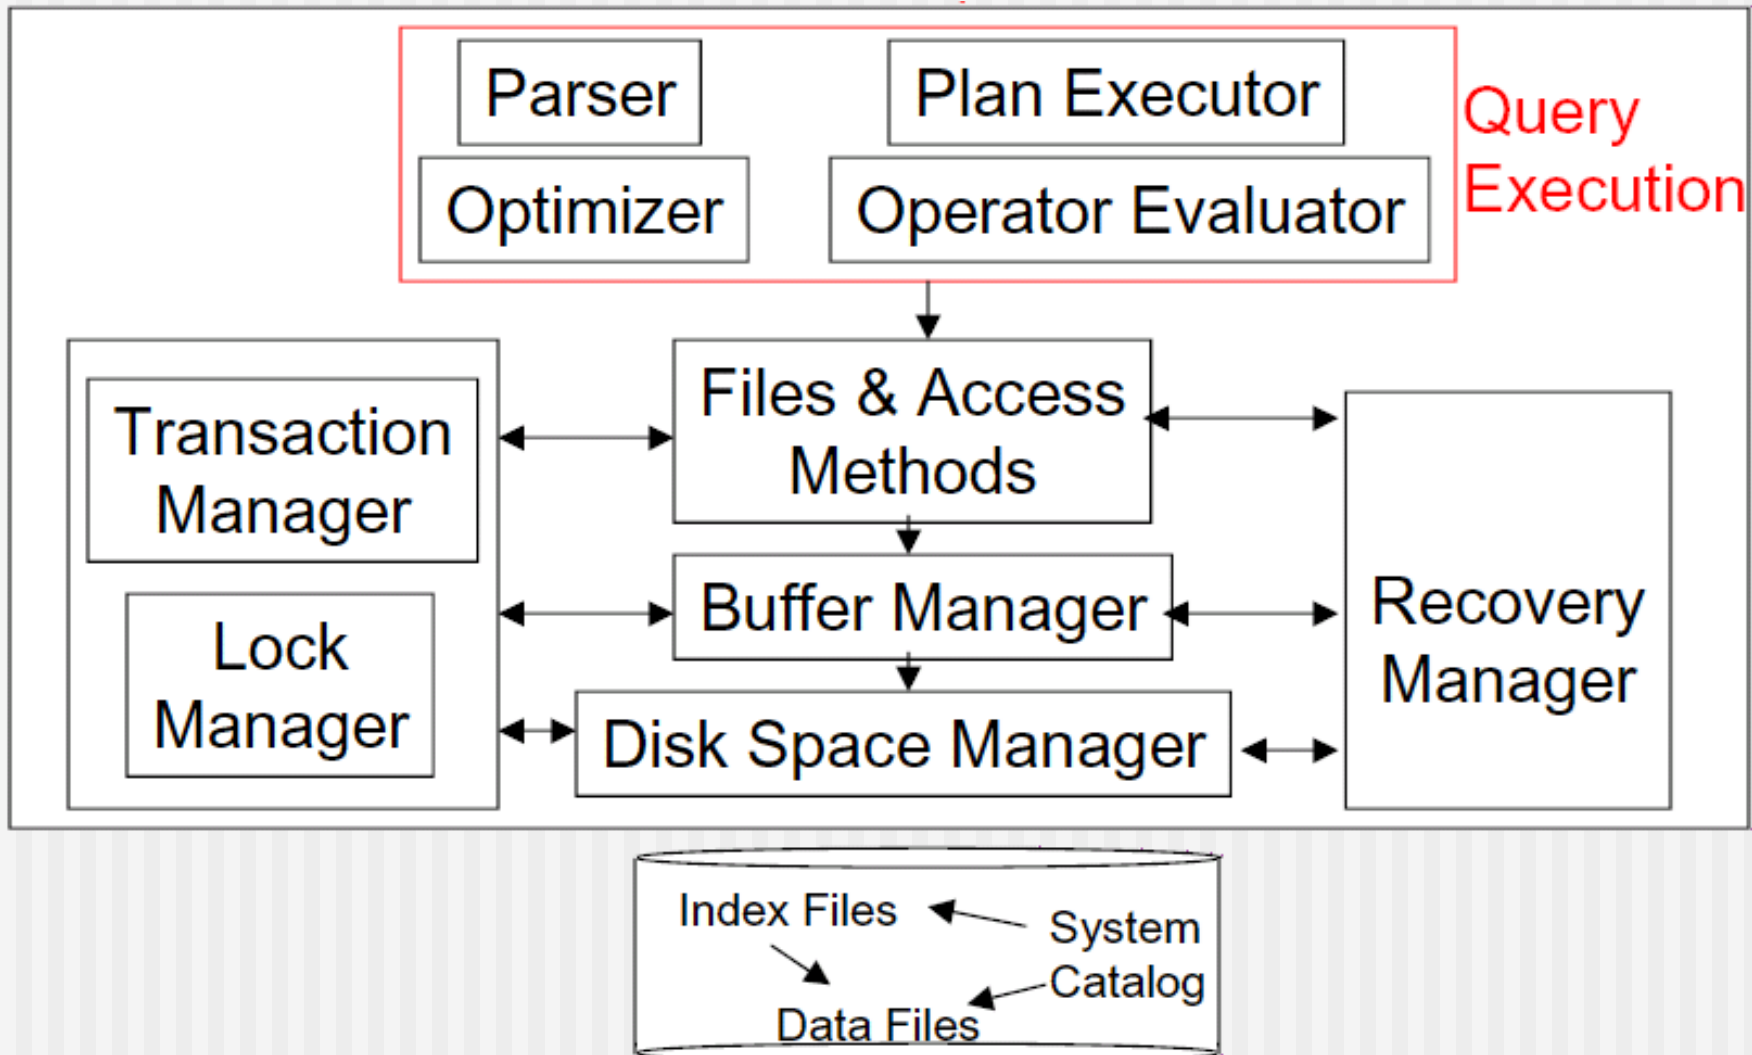 Parser
Plan Executor
Optimizer
Operator Evaluator
Query
Execution
Files & Access
Methods
Transaction
Manager
Lock
Manager
Buffer Manager
Disk Space Manager
Recovery
Manager
Index Files
System
Catalog
Data Files